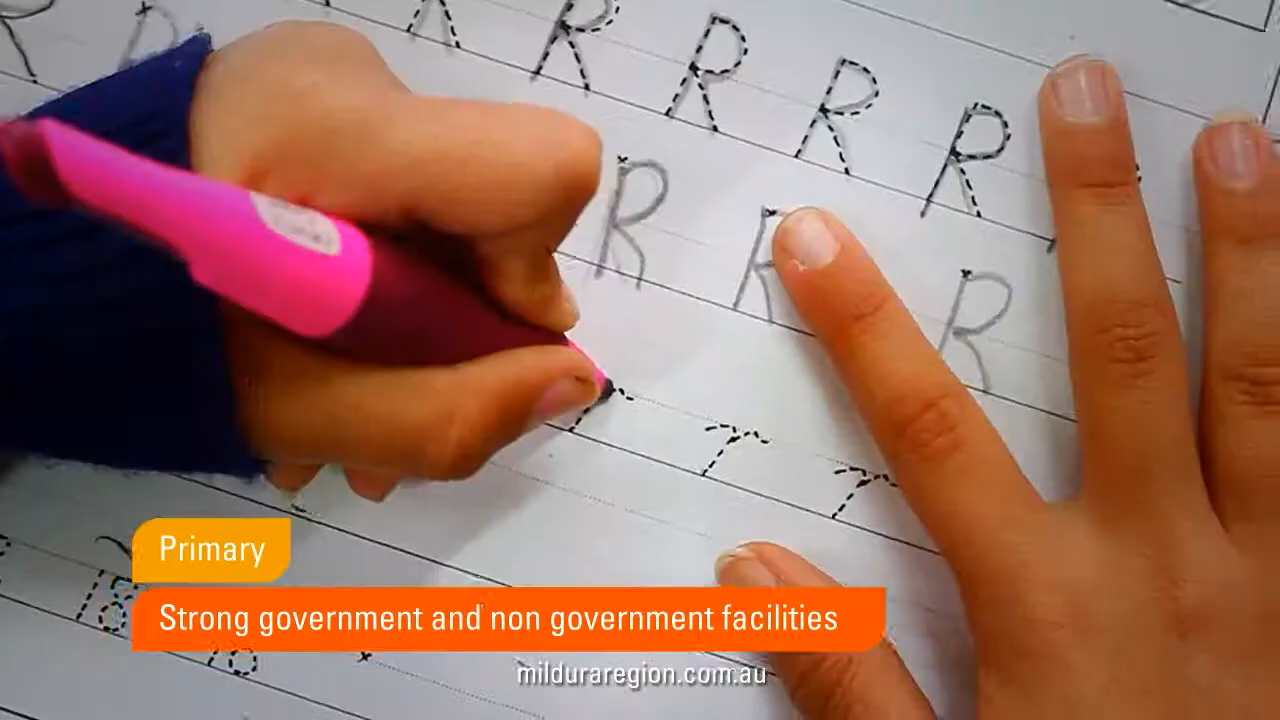 R R R R R R
R R R
r r r
B
B
Primary
Strong government and non government facilities
milduraregion.com.au